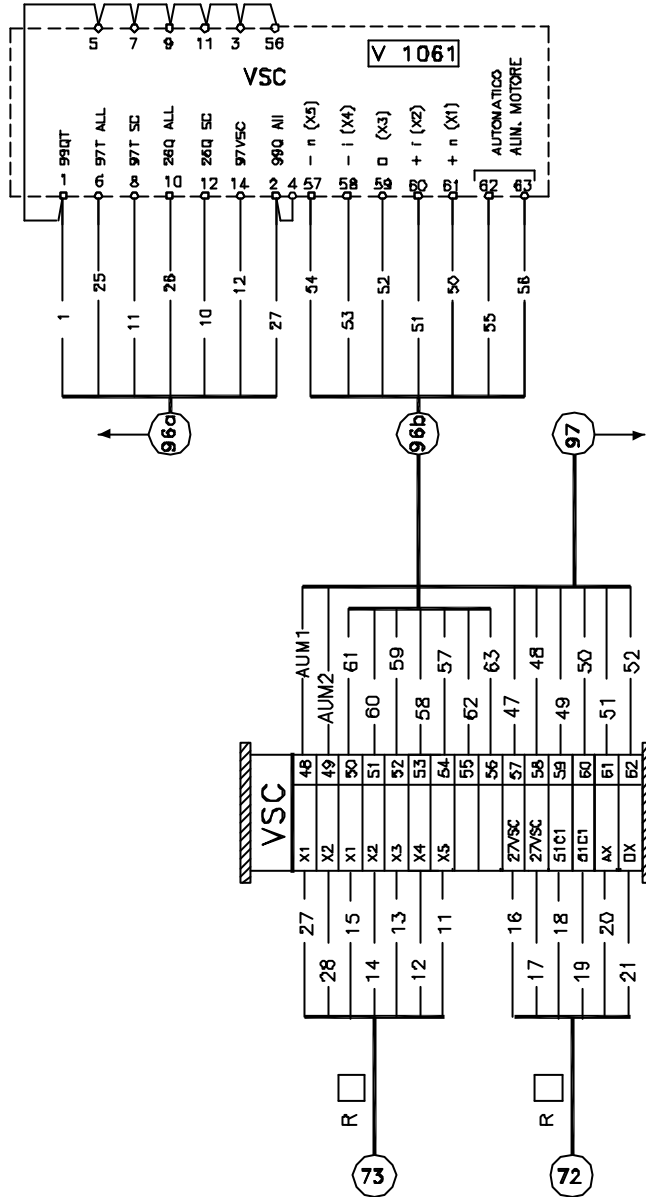 5 7 9 11 3 56
VSC
V 1061
99QT
97T ALL
97T SC
26Q ALL
26Q SC
97VSC
99Q All
- n (X5)
- i (X4)
0 (X3)
+ i (X2)
+ n (X1)
AUTOMATICO
ALIN. MOTORE
1 6 8 10 12 14 2 4 57 58 59 60 61 62 63
1 25 11 26 10 12 27 54 53 52 51 50 55 56
96a
96b
97
AUM1 AUM2 61 60 59 58 57 62 63 47 48 49 50 51 52
VSC
48 49 50 51 52 53 54 55 56 57 58 59 60 61 62
X1 X2 X1 X2 X3 X4 X5 27VSC 27VSC 51C1 81C1 AX DX
27 28 15 14 13 12 11 16 17 18 19 20 21
R
R
73
72